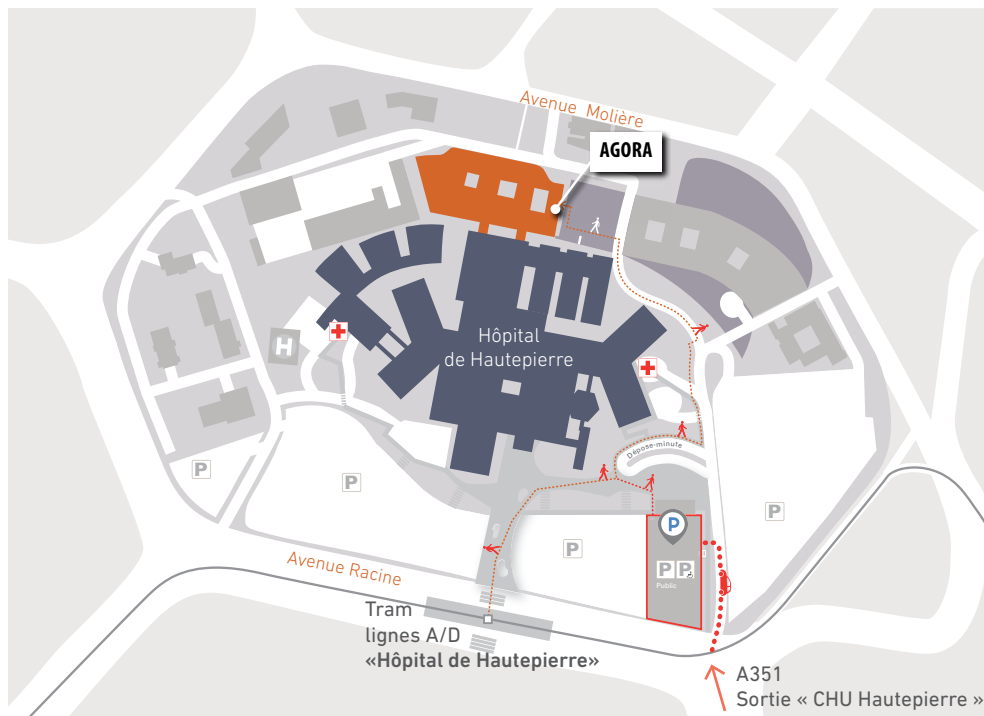 Avenue Molière
AGORA
Hôpital
de Hautepierre
H
Dépose-minute
P
P
P
P
P
P P
Public
Avenue Racine
Tram
lignes A/D
«Hôpital de Hautepierre»
A351
Sortie « CHU Hautepierre »